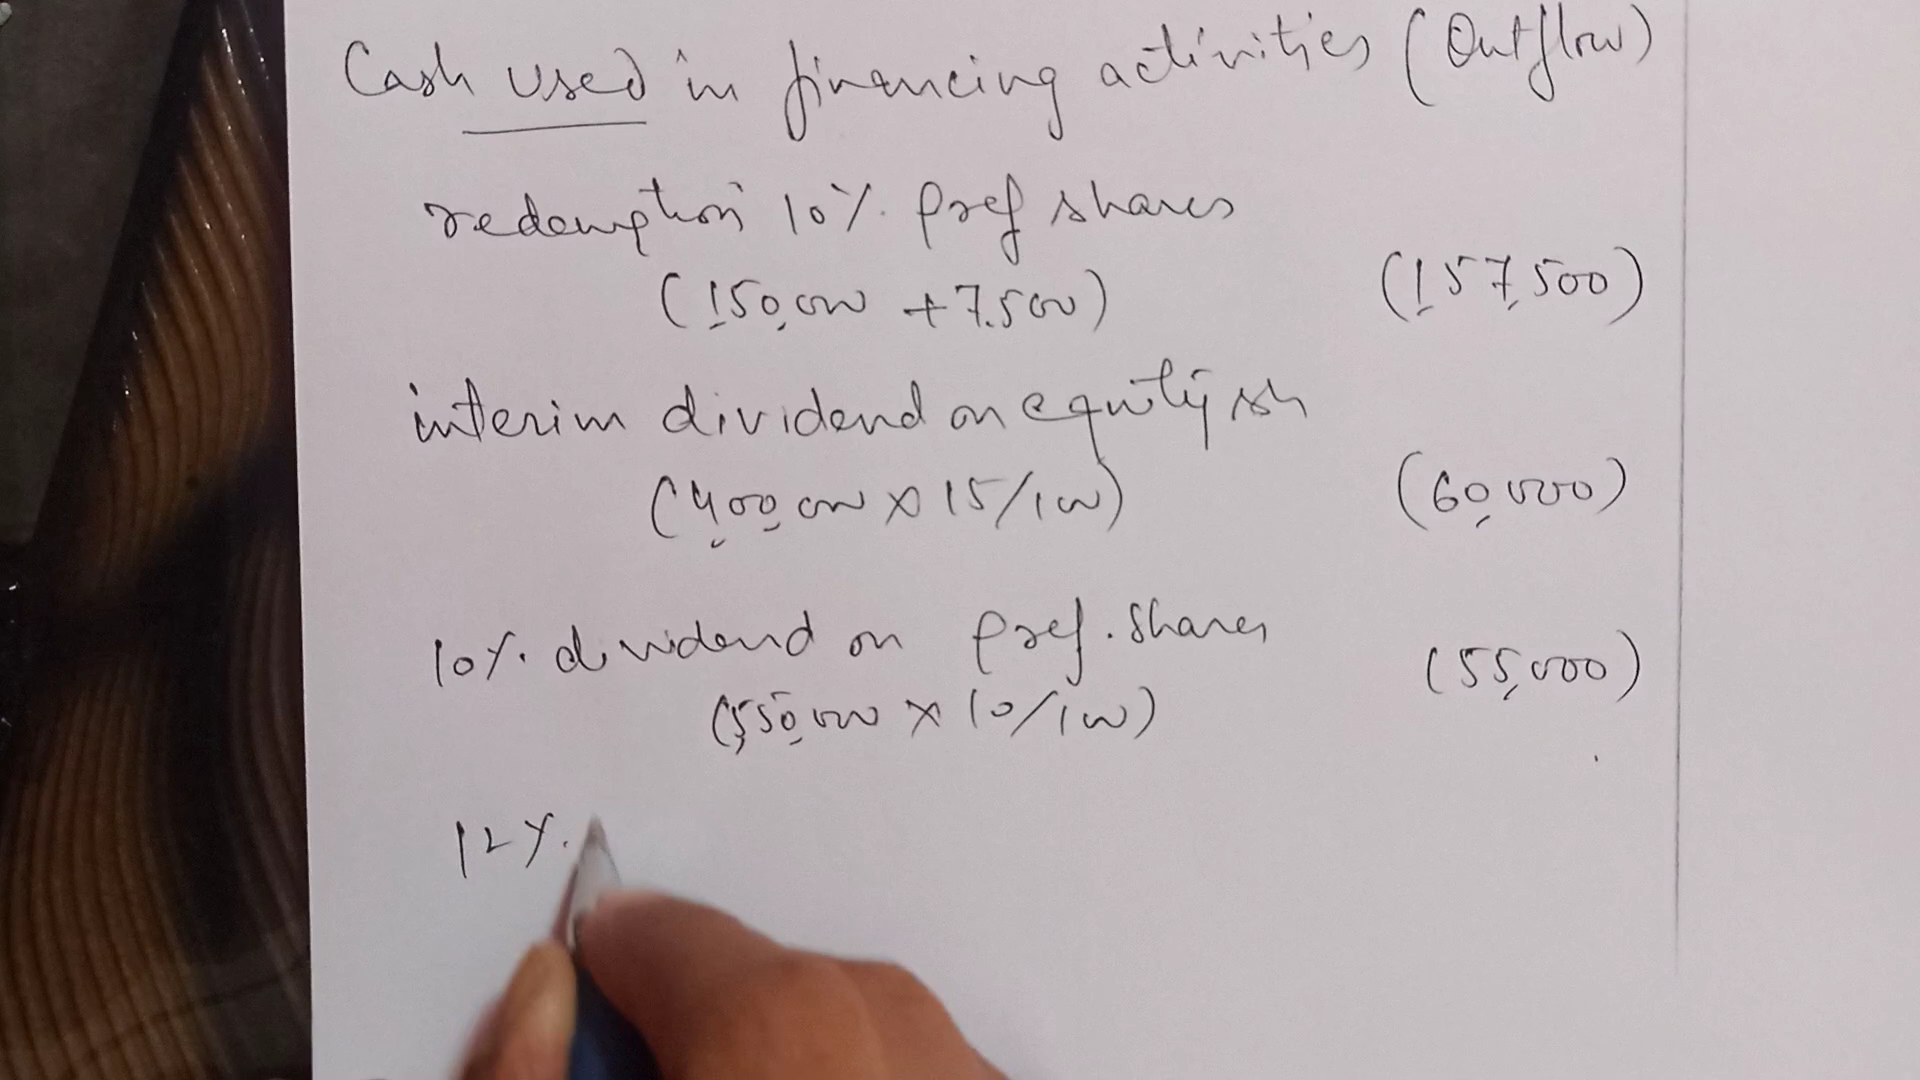 Cash used in financing activities (Outflow)
redemption 10%. pref shares
(150,000 + 7,500) (157,500)
interim dividend on equity sh
(400,000 x 15/100) (60,000)
10%. dividend on pref. shares (55,000)
(550,000 x 10/100)
12%.